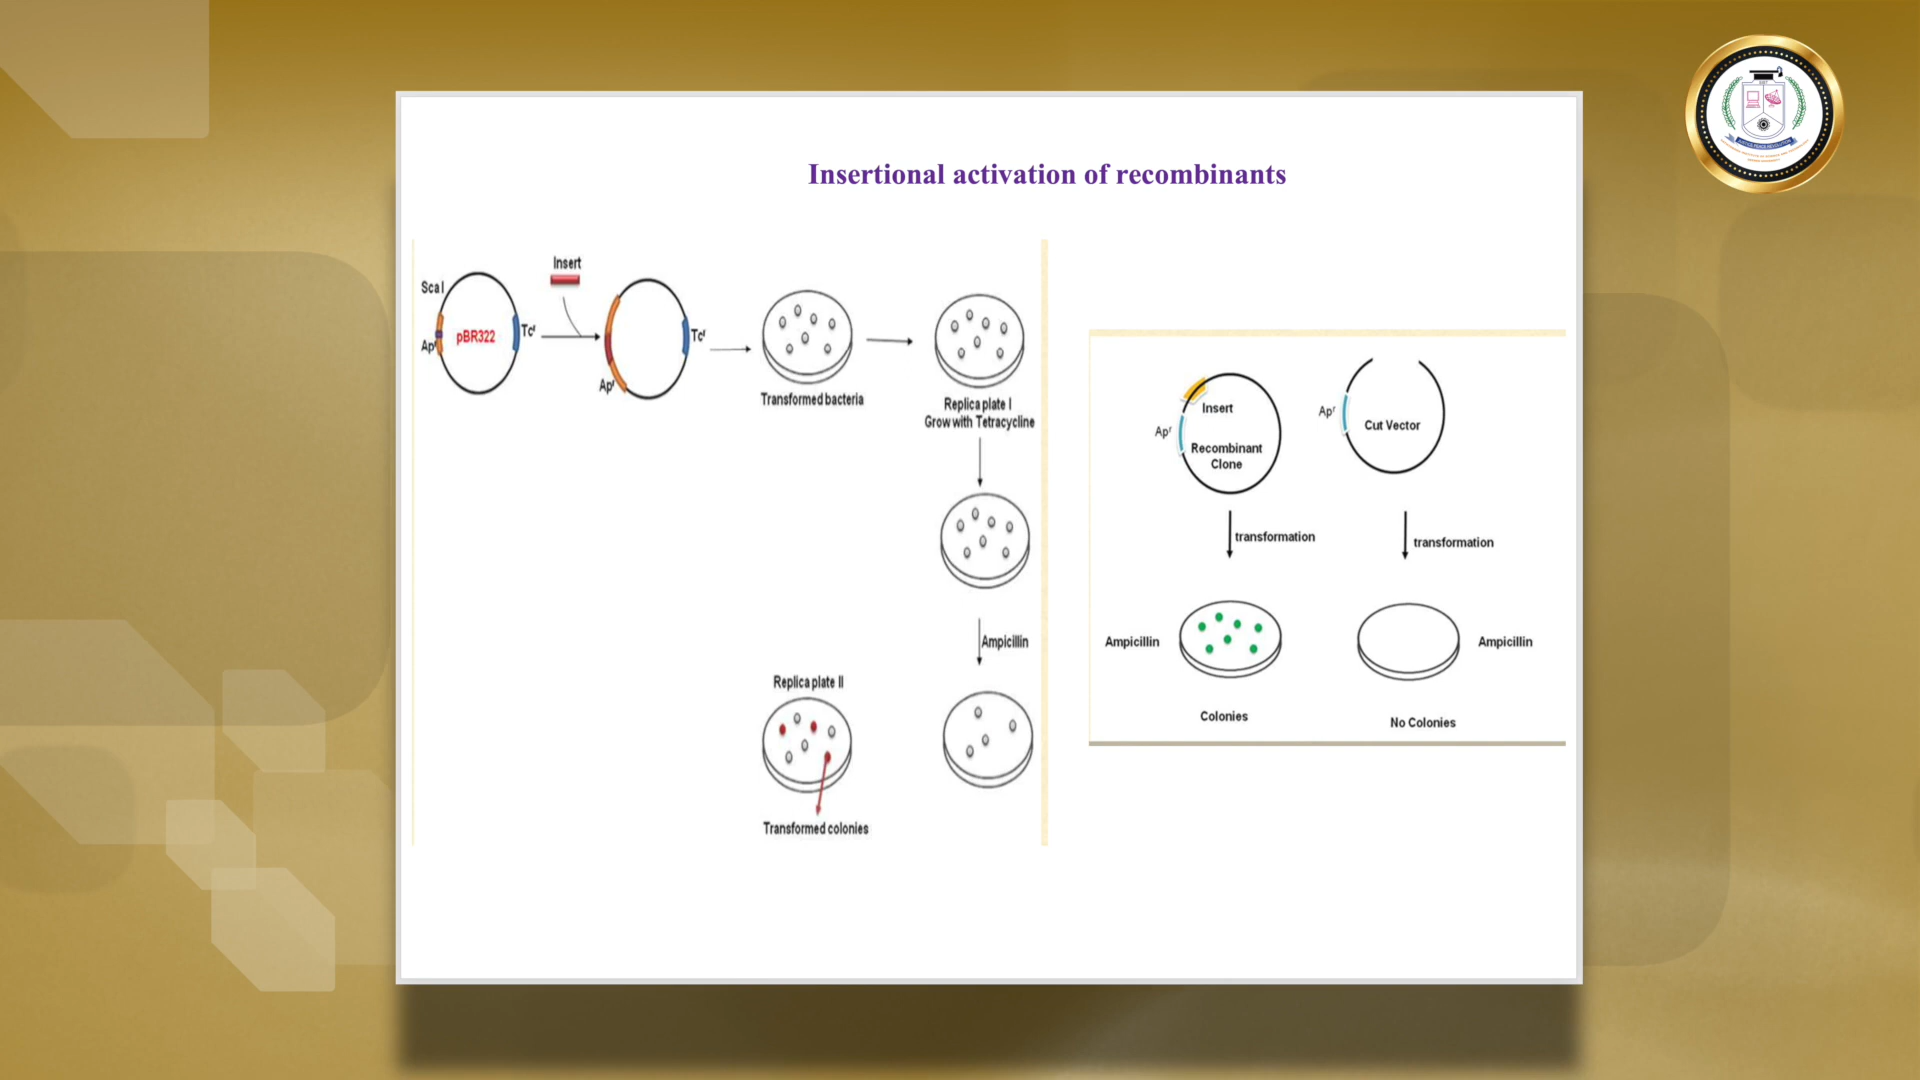 Insertional activation of recombinants
Insert
Sca I
pBR322
Tcʳ
Apʳ
Tcʳ
Apʳ
Transformed bacteria
Replica plate I
Grow with Tetracycline
Ampicillin
Replica plate II
Transformed colonies
Insert
Apʳ
Recombinant
Clone
Apʳ
Cut Vector
transformation
transformation
Ampicillin
Ampicillin
Colonies
No Colonies